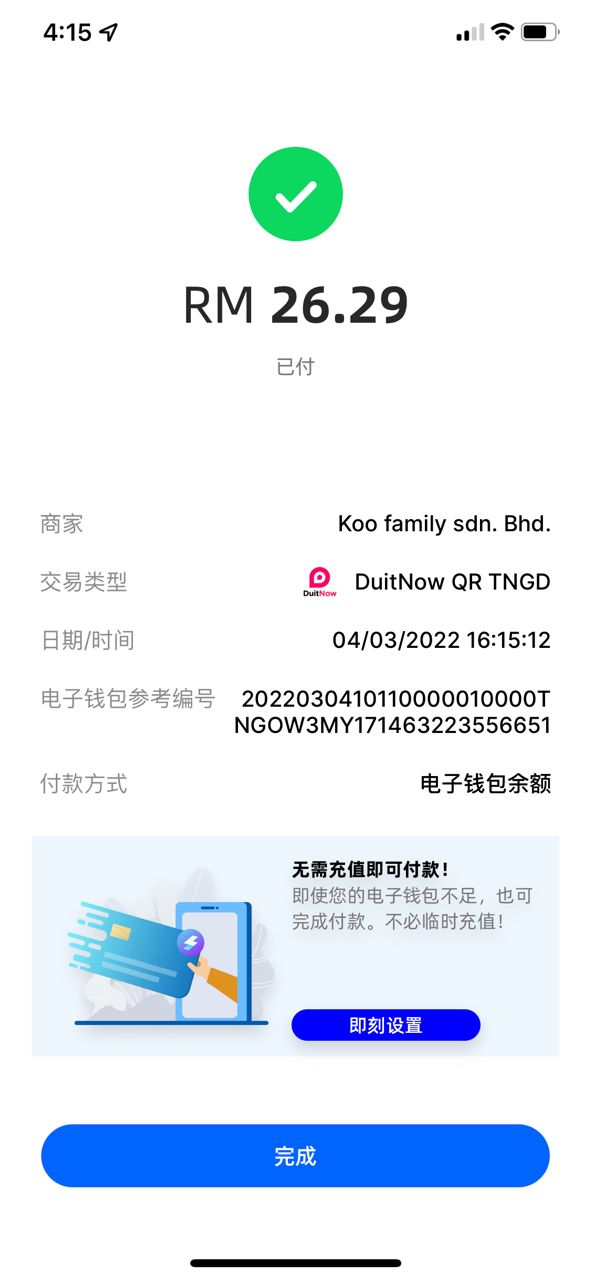 4:15
RM 26.29
已付
商家 Koo family sdn. Bhd.
交易类型 DuitNow DuitNow QR TNGD
日期/时间 04/03/2022 16:15:12
电子钱包参考编号 2022030410110000010000T
NGOW3MY171463223556651
付款方式 电子钱包余额
无需充值即可付款！
即使您的电子钱包不足，也可
完成付款。不必临时充值！
即刻设置
完成